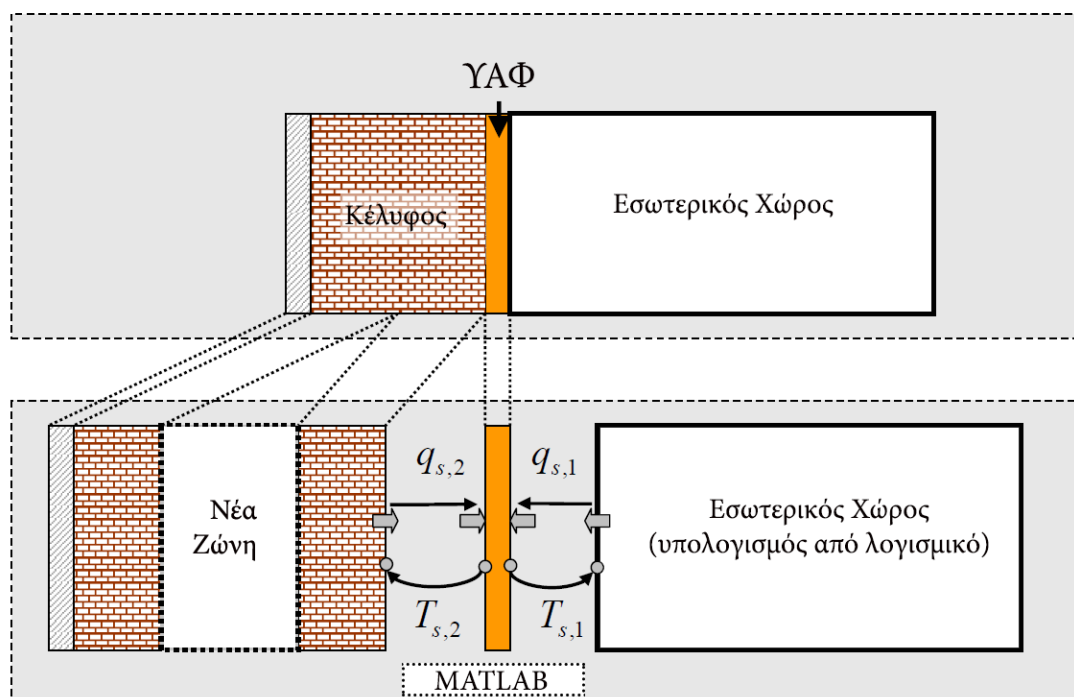 ΥΑΦ
Κέλυφος
Εσωτερικός Χώρος
q_{s,2}
q_{s,1}
Νέα
Ζώνη
Εσωτερικός Χώρος
(υπολογισμός από λογισμικό)
T_{s,2}
T_{s,1}
MATLAB